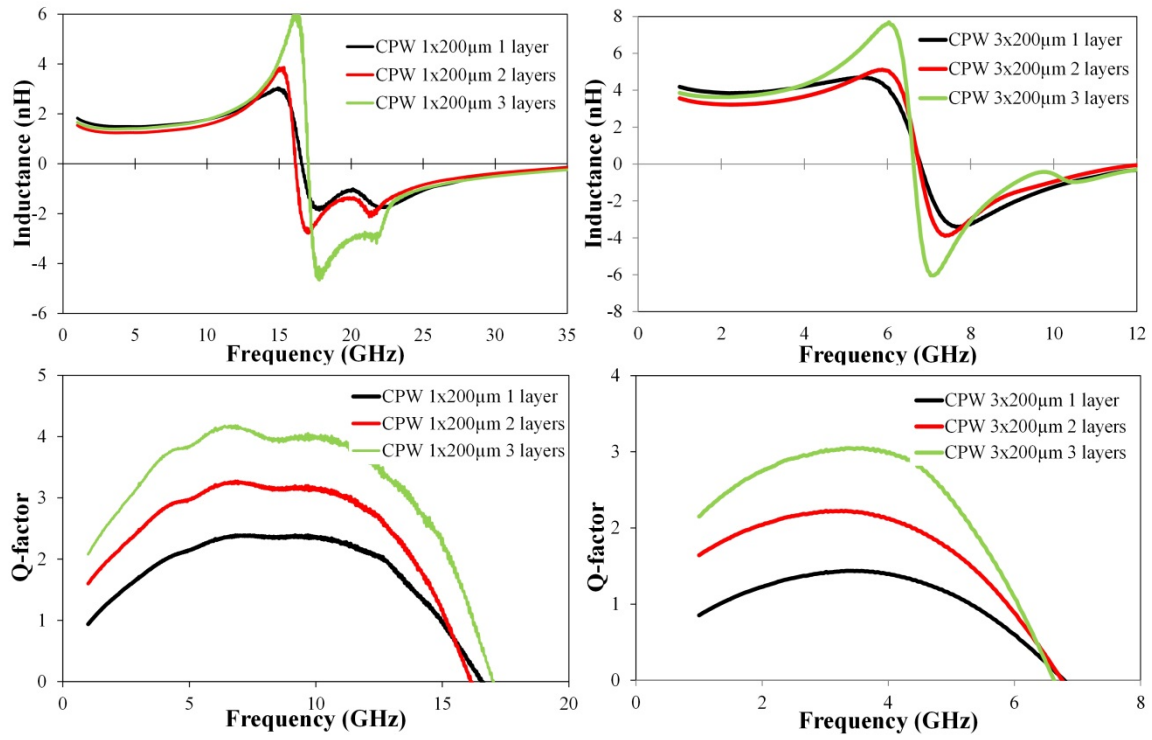 Inductance (nH)
6
4
2
0
-2
-4
-6
CPW 1x200µm 1 layer
CPW 1x200µm 2 layers
CPW 1x200µm 3 layers
0 5 10 15 20 25 30 35
Frequency (GHz)
Inductance (nH)
8
6
4
2
0
-2
-4
-6
-8
CPW 3x200µm 1 layer
CPW 3x200µm 2 layers
CPW 3x200µm 3 layers
0 2 4 6 8 10 12
Frequency (GHz)
Q-factor
5
4
3
2
1
0
CPW 1x200µm 1 layer
CPW 1x200µm 2 layers
CPW 1x200µm 3 layers
0 5 10 15 20
Frequency (GHz)
Q-factor
4
3
2
1
0
CPW 3x200µm 1 layer
CPW 3x200µm 2 layers
CPW 3x200µm 3 layers
0 2 4 6 8
Frequency (GHz)